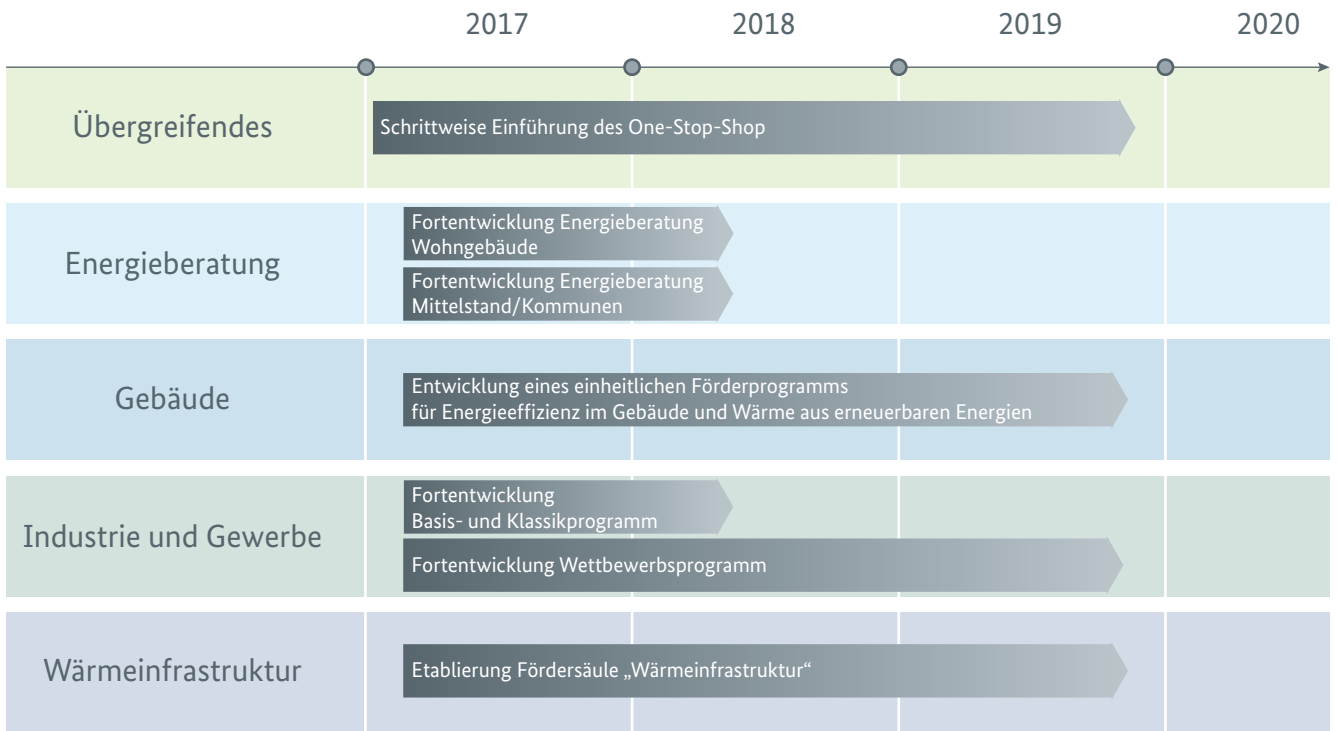 2017
2018
2019
2020
Übergreifendes
Schrittweise Einführung des One-Stop-Shop
Energieberatung
Fortentwicklung Energieberatung
Wohngebäude
Fortentwicklung Energieberatung
Mittelstand/Kommunen
Gebäude
Entwicklung eines einheitlichen Förderprogramms
für Energieeffizienz im Gebäude und Wärme aus erneuerbaren Energien
Industrie und Gewerbe
Fortentwicklung
Basis- und Klassikprogramm
Fortentwicklung Wettbewerbsprogramm
Wärmeinfrastruktur
Etablierung Fördersäule „Wärmeinfrastruktur“